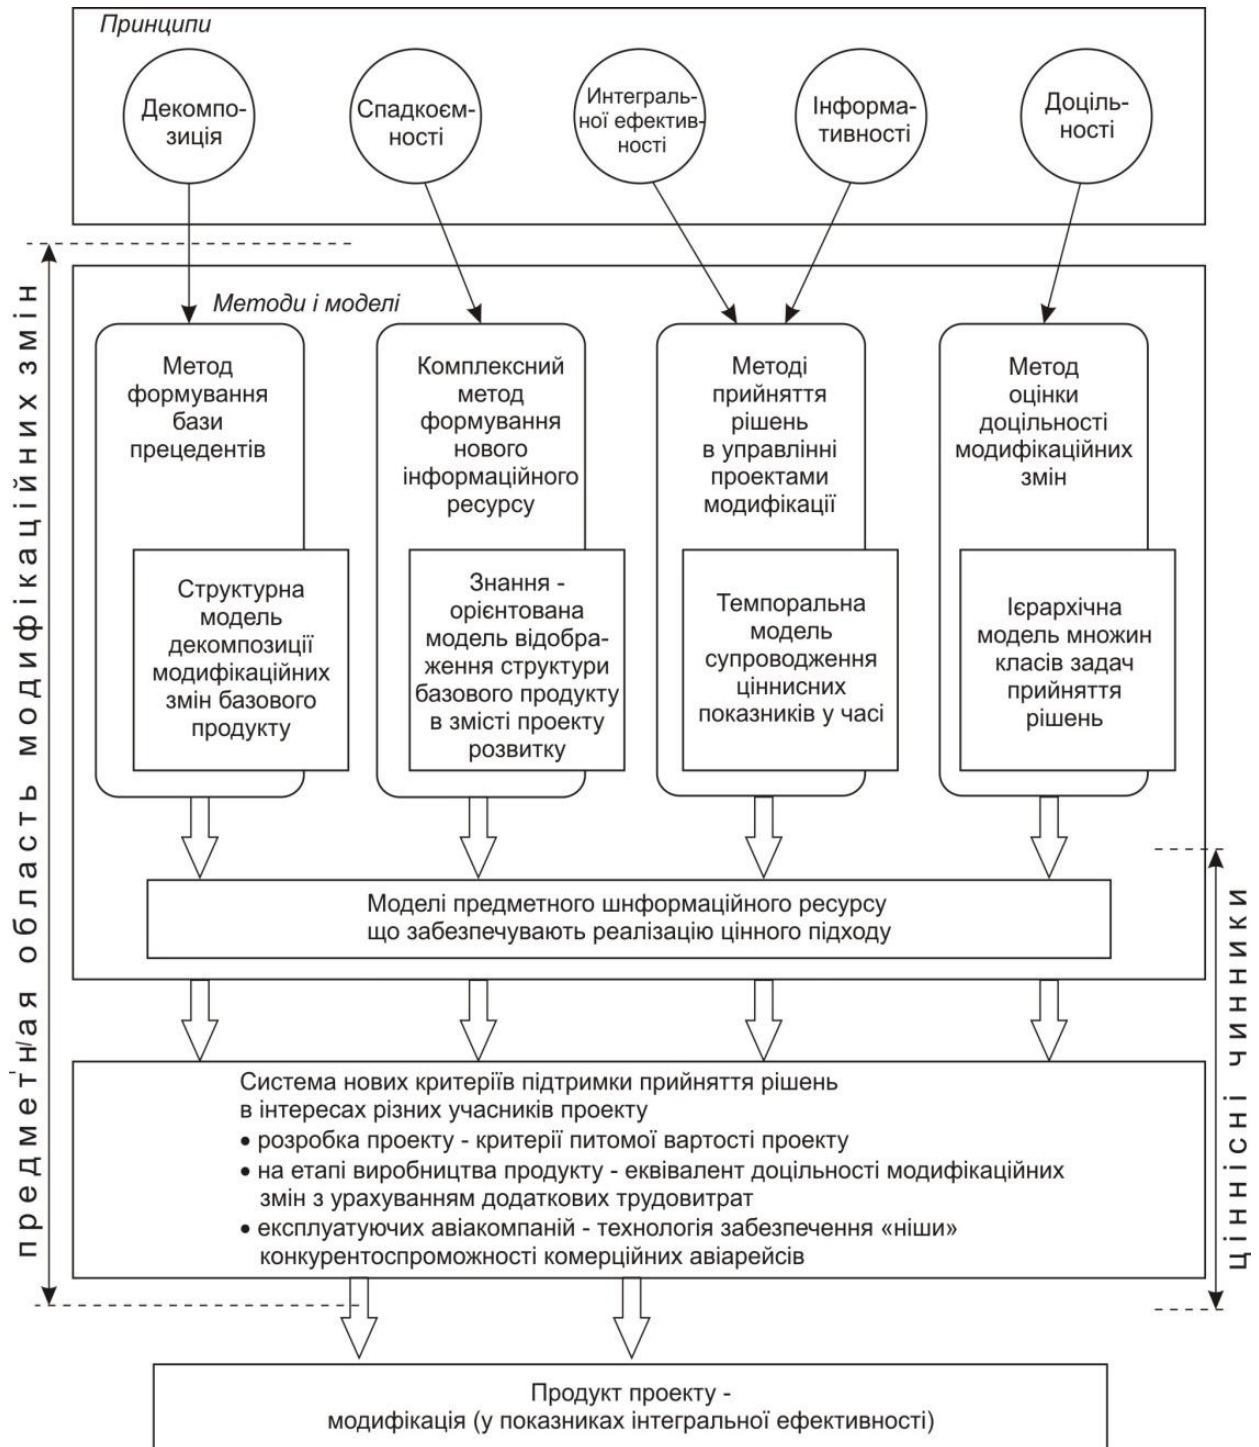 Принципи
Декомпо-
зиція
Спадкоєм-
ності
Интеграль-
ної ефектив-
ності
Інформа-
тивності
Доціль-
ності
предметн/ая область модифікаційних змін
Методи і моделі
Метод
формування
бази
прецедентів
Структурна
модель
декомпозиції
модифікаційних
змін базового
продукту
Комплексний
метод
формування
нового
інформаційного
ресурсу
Знання -
орієнтована
модель відобра-
ження структури
базового продукту
в змісті проекту
розвитку
Методі
прийняття
рішень
в управлінні
проектами
модифікації
Темпоральна
модель
супроводження
ціннисних
показників у часі
Метод
оцінки
доцільності
модифікаційних
змін
Ієрархічна
модель множин
класів задач
прийняття
рішень
Моделі предметного шнформаційного ресурсу
що забезпечувають реалізацію цінного підходу
ціннісні чинники
Система нових критеріїв підтримки прийняття рішень
в інтересах різних учасників проекту
• розробка проекту - критерії питомої вартості проекту
• на етапі виробництва продукту - еквівалент доцільності модифікаційних
змін з урахуванням додаткових трудовитрат
• експлуатуючих авіакомпаній - технологія забезпечення «ніши»
конкурентоспроможності комерційних авіарейсів
Продукт проекту -
модифікація (у показниках інтегральної ефективності)